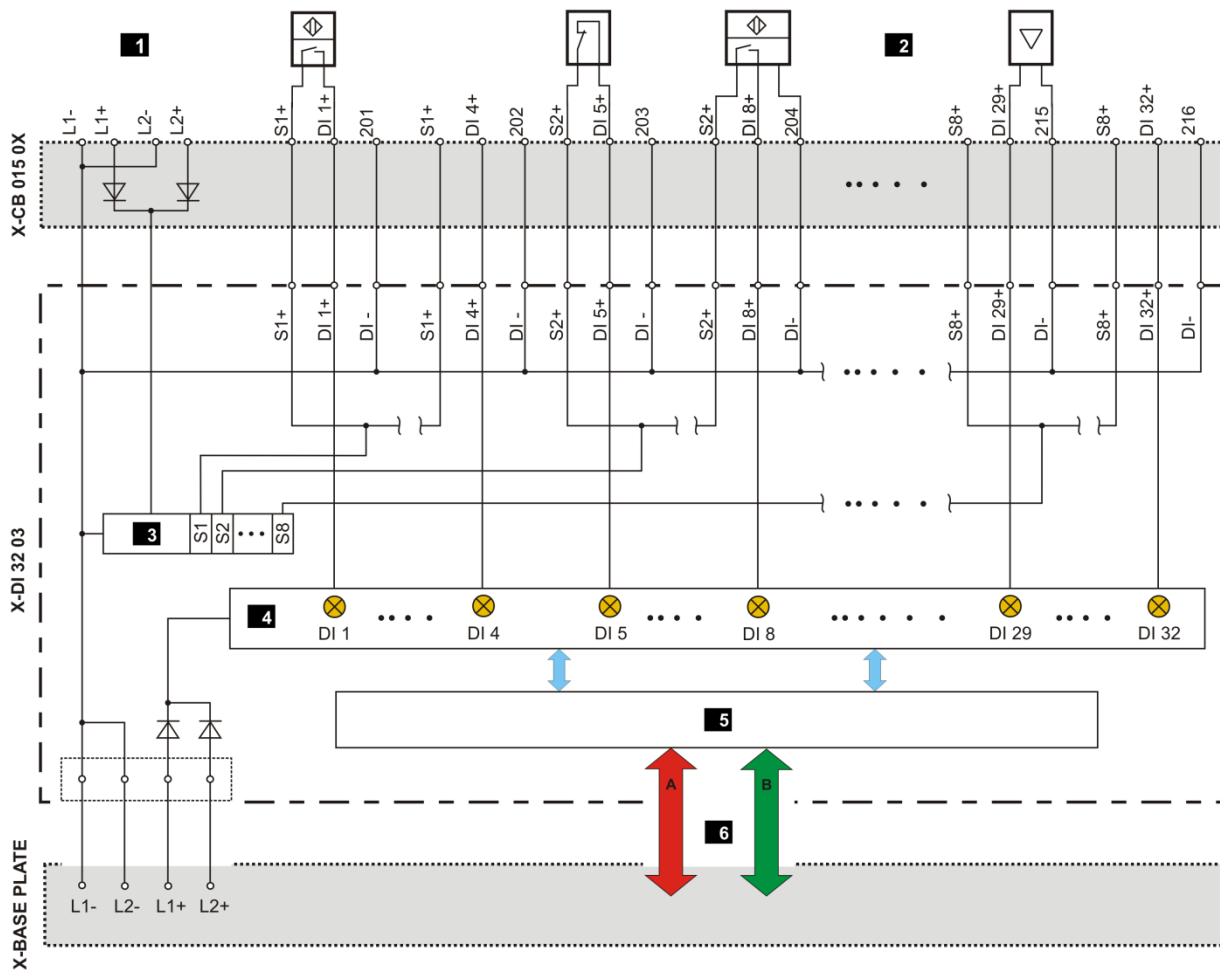 1
2
L1-
L1+
L2-
L2+
S1+
DI 1+
201
S1+
DI 4+
202
S2+
DI 5+
203
S2+
DI 8+
204
S8+
DI 29+
215
S8+
DI 32+
216
X-CB 015 0X
S1+
DI 1+
DI -
S1+
DI 4+
DI -
S2+
DI 5+
DI -
S2+
DI 8+
DI-
S8+
DI 29+
DI-
S8+
DI 32+
DI-
X-DI 32 03
3
S1
S2
S8
4
DI 1
DI 4
DI 5
DI 8
DI 29
DI 32
5
A
B
6
X-BASE PLATE
L1-
L2-
L1+
L2+